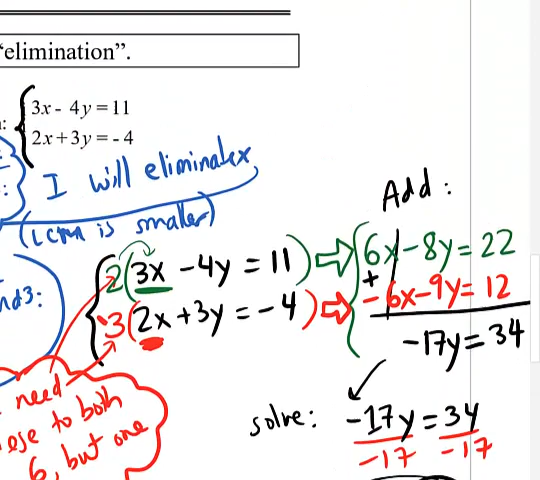 "elimination".
3x - 4y = 11
2x + 3y = - 4
I will eliminate x,
(LCM is smaller)
Add:
2(3x - 4y = 11) ⇒ 6x - 8y = 22
-3(2x + 3y = -4) ⇒ + -6x - 9y = 12
-17y = 34
need
to both
6, but one
solve: -17y = 34
-17 -17